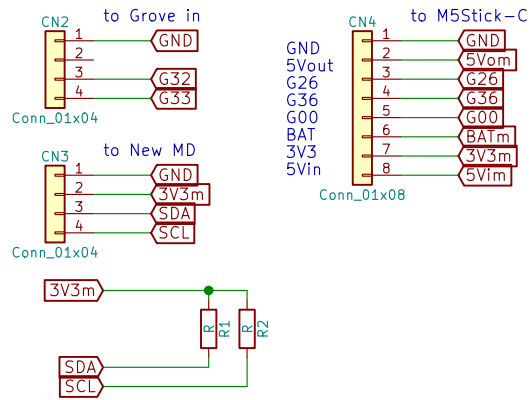 to Grove in
CN2
1 GND
2
3 G32
4 G33
Conn_01x04
to New MD
CN3
1 GND
2 3V3m
3 SDA
4 SCL
Conn_01x04
to M5Stick-C
CN4
GND 1 GND
5Vout 2 5Vom
G26 3 G26
G36 4 G36
G00 5 G00
BAT 6 BATm
3V3 7 3V3m
5Vin 8 5Vim
Conn_01x08
3V3m
R R1 R R2
SDA
SCL